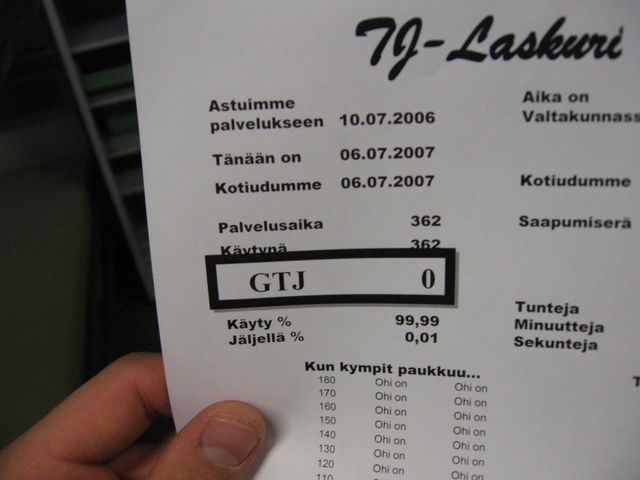 TJ-Laskuri
Astuimme
palvelukseen 10.07.2006
Aika on
Tänään on 06.07.2007
Kotiudumme 06.07.2007
Kotiudumme
Palvelusaika 362
Käytynä 362
GTJ 0
Tunteja
Käyty % 99,99
Minuutteja
Jäljellä % 0,01
Sekunteja
Kun kympit paukkuu...
180 Ohi on Ohi on
170 Ohi on Ohi on
160 Ohi on Ohi on
150 Ohi on Ohi on
140 Ohi on Ohi on
130 Ohi on Ohi on
120 Ohi on Ohi on
110